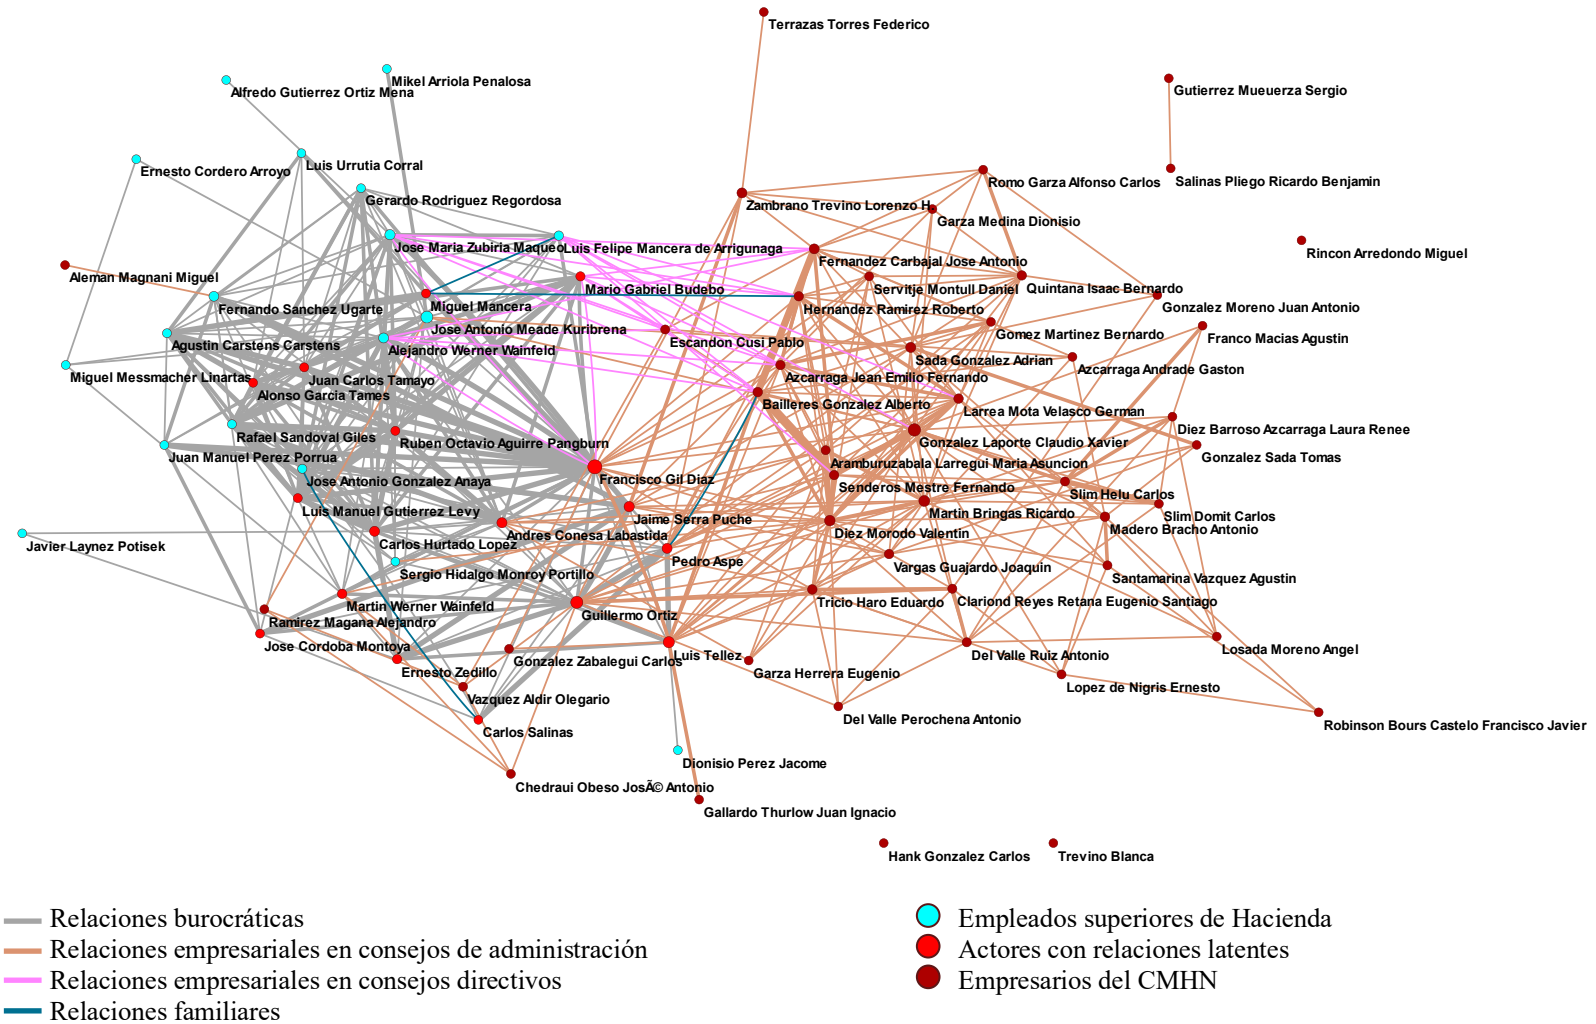 Terrazas Torres Federico
Mikel Arriola Penalosa
Alfredo Gutierrez Ortiz Mena
Gutierrez Mueuerza Sergio
Ernesto Cordero Arroyo
Luis Urrutia Corral
Romo Garza Alfonso Carlos
Salinas Pliego Ricardo Benjamin
Gerardo Rodriguez Regordosa
Zambrano Trevino Lorenzo H
Garza Medina Dionisio
Jose Maria Zubiria Maqueo
Luis Felipe Mancera de Arrigunaga
Rincon Arredondo Miguel
Fernandez Carbajal Jose Antonio
Aleman Magnani Miguel
Mario Gabriel Budebo
Servitje Montull Daniel
Quintana Isaac Bernardo
Fernando Sanchez Ugarte
Miguel Mancera
Hernandez Ramirez Roberto
Gonzalez Moreno Juan Antonio
Jose Antonio Meade Kuribrena
Gomez Martinez Bernardo
Franco Macias Agustin
Agustin Carstens Carstens
Alejandro Werner Wainfeld
Escandon Cusi Pablo
Sada Gonzalez Adrian
Azcarraga Andrade Gaston
Miguel Messmacher Linartas
Juan Carlos Tamayo
Azcarraga Jean Emilio Fernando
Alonso Garcia Tames
Bailleres Gonzalez Alberto
Larrea Mota Velasco German
Diez Barroso Azcarraga Laura Renee
Rafael Sandoval Giles
Ruben Octavio Aguirre Pangburn
Gonzalez Laporte Claudio Xavier
Juan Manuel Perez Porrua
Aramburuzabala Larregui Maria Asuncion
Gonzalez Sada Tomas
Jose Antonio Gonzalez Anaya
Francisco Gil Diaz
Senderos Mestre Fernando
Slim Helu Carlos
Luis Manuel Gutierrez Levy
Jaime Serra Puche
Martin Bringas Ricardo
Slim Domit Carlos
Javier Laynez Potisek
Carlos Hurtado Lopez
Andres Conesa Labastida
Diez Morodo Valentin
Madero Bracho Antonio
Pedro Aspe
Vargas Guajardo Joaquin
Sergio Hidalgo Monroy Portillo
Santamarina Vazquez Agustin
Martin Werner Wainfeld
Guillermo Ortiz
Tricio Haro Eduardo
Clariond Reyes Retana Eugenio Santiago
Ramirez Magana Alejandro
Jose Cordoba Montoya
Gonzalez Zabalegui Carlos
Luis Tellez
Del Valle Ruiz Antonio
Losada Moreno Angel
Ernesto Zedillo
Garza Herrera Eugenio
Lopez de Nigris Ernesto
Vazquez Aldir Olegario
Del Valle Perochena Antonio
Robinson Bours Castelo Francisco Javier
Carlos Salinas
Dionisio Perez Jacome
Chedraui Obeso JosÃ© Antonio
Gallardo Thurlow Juan Ignacio
Hank Gonzalez Carlos
Trevino Blanca
Relaciones burocráticas
Relaciones empresariales en consejos de administración
Relaciones empresariales en consejos directivos
Relaciones familiares
Empleados superiores de Hacienda
Actores con relaciones latentes
Empresarios del CMHN